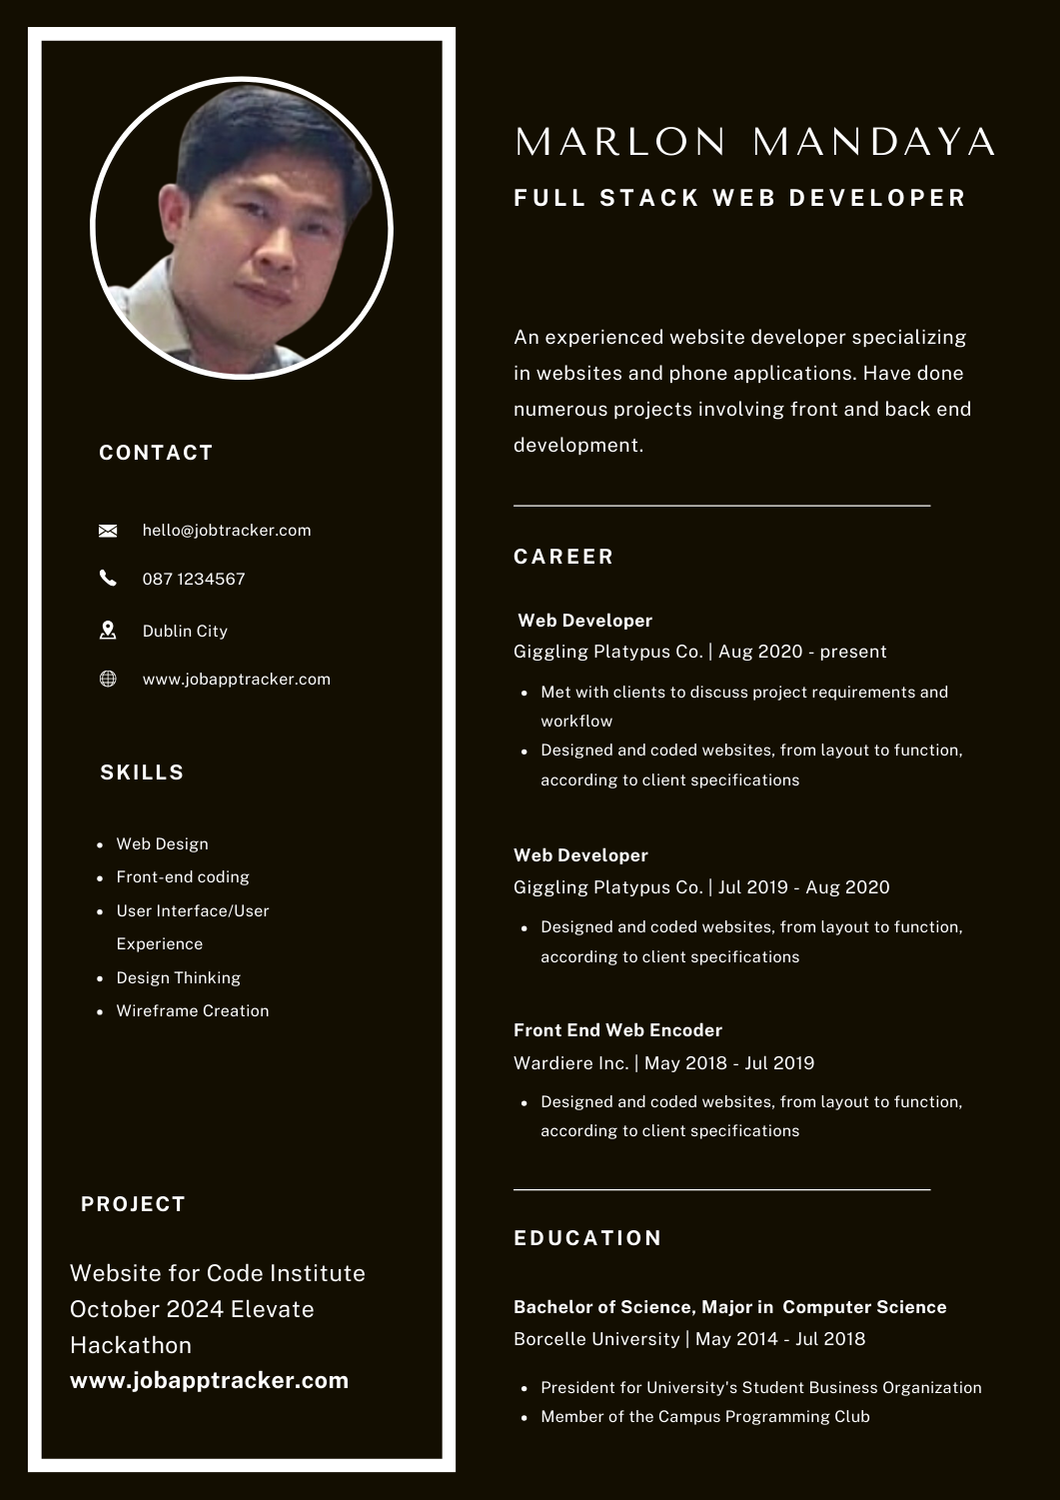 MARLON MANDAYA
FULL STACK WEB DEVELOPER
An experienced website developer specializing
in websites and phone applications. Have done
numerous projects involving front and back end
development.
CONTACT
hello@jobtracker.com
087 1234567
Dublin City
www.jobapptracker.com
SKILLS
• Web Design
• Front-end coding
• User Interface/User
Experience
• Design Thinking
• Wireframe Creation
PROJECT
Website for Code Institute
October 2024 Elevate
Hackathon
www.jobapptracker.com
CAREER
Web Developer
Giggling Platypus Co. | Aug 2020 - present
• Met with clients to discuss project requirements and
workflow
• Designed and coded websites, from layout to function,
according to client specifications
Web Developer
Giggling Platypus Co. | Jul 2019 - Aug 2020
• Designed and coded websites, from layout to function,
according to client specifications
Front End Web Encoder
Wardiere Inc. | May 2018 - Jul 2019
• Designed and coded websites, from layout to function,
according to client specifications
EDUCATION
Bachelor of Science, Major in  Computer Science
Borcelle University | May 2014 - Jul 2018
• President for University's Student Business Organization
• Member of the Campus Programming Club